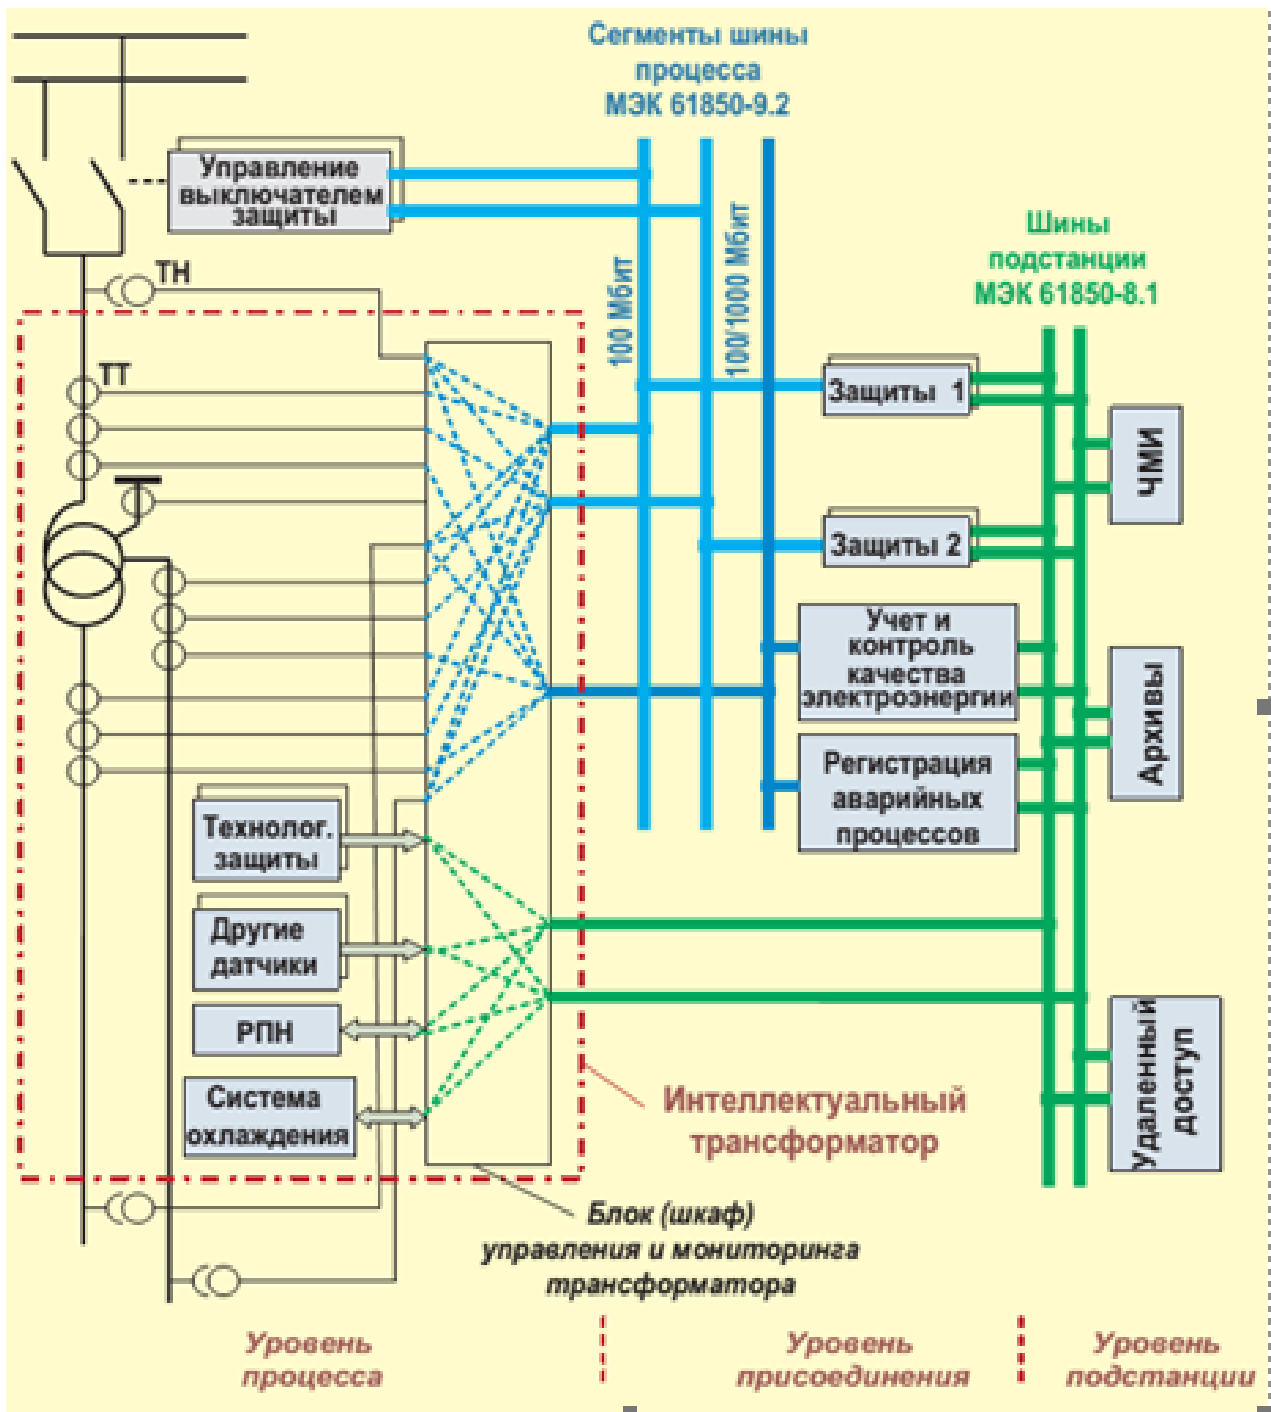 Сегменты шины
процесса
МЭК 61850-9.2
Управление
выключателем
защиты
ТН
ТТ
100 Мбит
100/1000 Мбит
Шины
подстанции
МЭК 61850-8.1
Защиты 1
ЧМИ
Защиты 2
Учет и
контроль
качества
электроэнергии
Архивы
Регистрация
аварийных
процессов
Технолог.
защиты
Другие
датчики
РПН
Система
охлаждения
Удаленный
доступ
Интеллектуальный
трансформатор
Блок (шкаф)
управления и мониторинга
трансформатора
Уровень
процесса
Уровень
присоединения
Уровень
подстанции